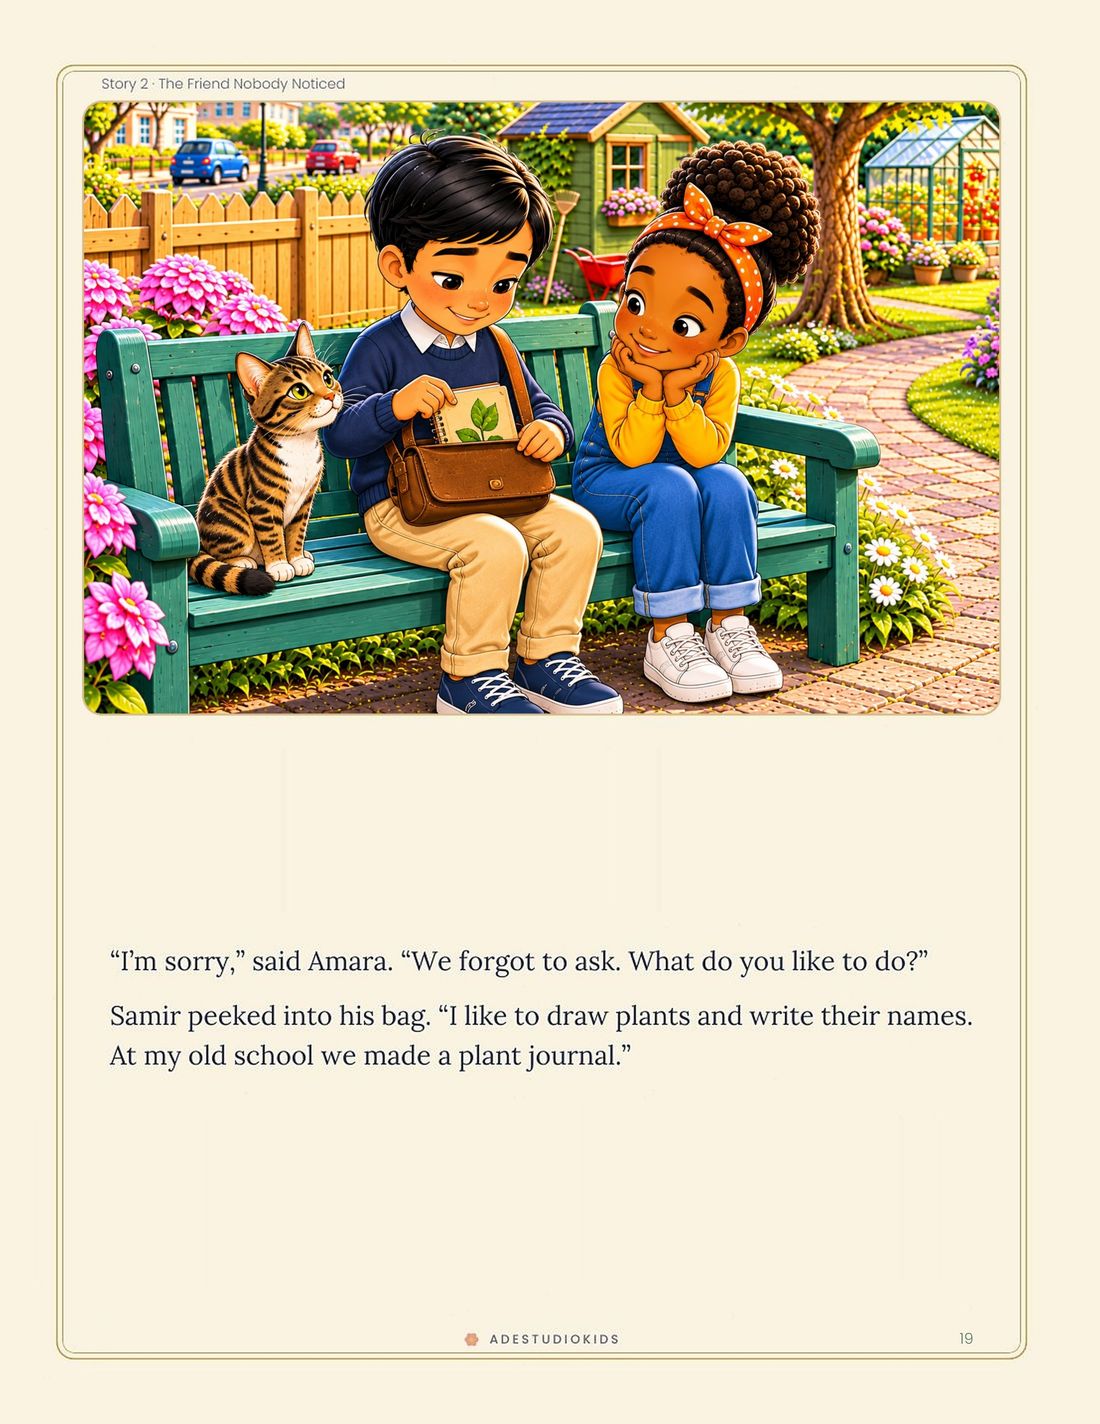 Story 2 · The Friend Nobody Noticed
“I’m sorry,” said Amara. “We forgot to ask. What do you like to do?”
Samir peeked into his bag. “I like to draw plants and write their names.
At my old school we made a plant journal.”
ADESTUDIOKIDS
19